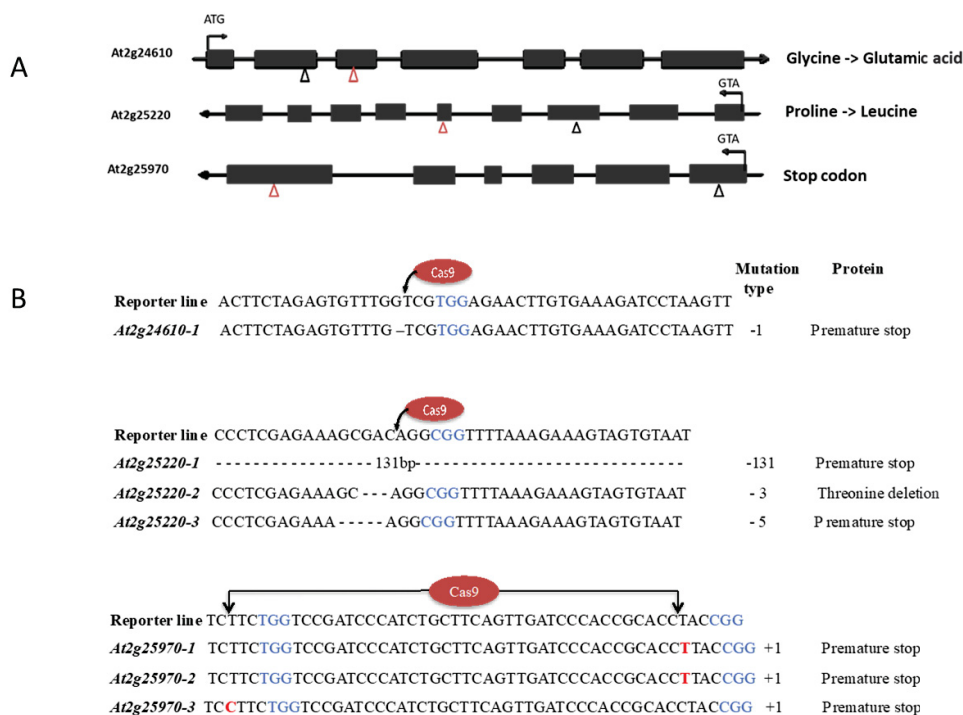 A
ATG
At2g24610
Glycine -> Glutamic acid
GTA
At2g25220
Proline -> Leucine
GTA
At2g25970
Stop codon
B
Cas9
Mutation type Protein
Reporter line ACTTCTAGAGTGTTTGGTCGTGGAGAACTTGTGAAAGATCCTAAGTT
At2g24610-1 ACTTCTAGAGTGTTTG –TCGTGGAGAACTTGTGAAAGATCCTAAGTT -1 Premature stop
Cas9
Reporter line CCCTCGAGAAAGCGACAGGCGGTTTTAAAGAAAGTAGTGTAAT
At2g25220-1 - - - - - - - - - - - - - - - - 131bp- - - - - - - - - - - - - - - - - - - - - - - - - - -131 Premature stop
At2g25220-2 CCCTCGAGAAAGC - - - AGGCGGTTTTAAAGAAAGTAGTGTAAT - 3 Threonine deletion
At2g25220-3 CCCTCGAGAAA - - - - - AGGCGGTTTTAAAGAAAGTAGTGTAAT - 5 Premature stop
Cas9
Reporter line TCTTCTGGTCCGATCCCATCTGCTTCAGTTGATCCCACCGCACCTACCGG
At2g25970-1 TCTTCTGGTCCGATCCCATCTGCTTCAGTTGATCCCACCGCACCTTACCGG +1 Premature stop
At2g25970-2 TCTTCTGGTCCGATCCCATCTGCTTCAGTTGATCCCACCGCACCTTACCGG +1 Premature stop
At2g25970-3 TCCTTCTGGTCCGATCCCATCTGCTTCAGTTGATCCCACCGCACCTACCGG +1 Premature stop